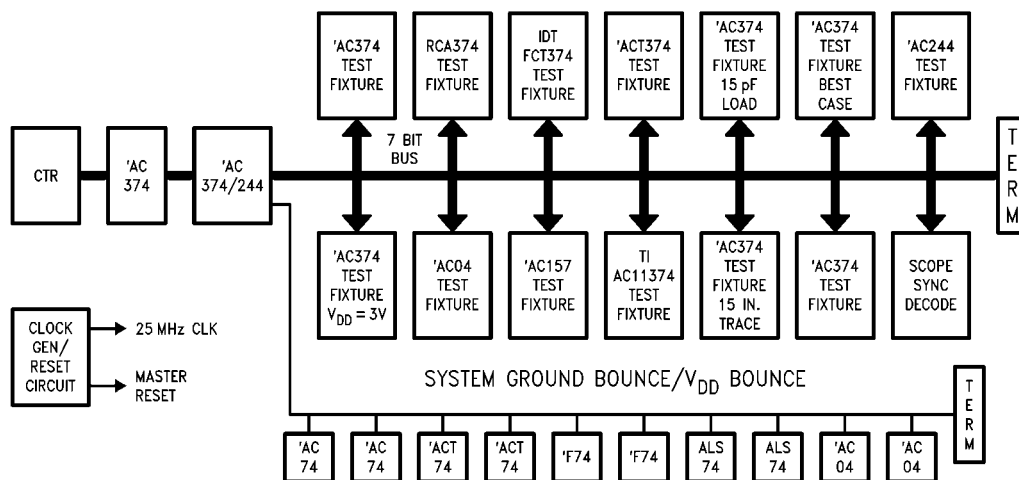 'AC374
TEST
FIXTURE
RCA374
TEST
FIXTURE
IDT
FCT374
TEST
FIXTURE
'ACT374
TEST
FIXTURE
'AC374
TEST
FIXTURE
15 pF
LOAD
'AC374
TEST
FIXTURE
BEST
CASE
'AC244
TEST
FIXTURE
CTR
'AC
374
'AC
374/244
7 BIT
BUS
TERM
'AC374
TEST
FIXTURE
VDD = 3V
'AC04
TEST
FIXTURE
'AC157
TEST
FIXTURE
TI
AC11374
TEST
FIXTURE
'AC374
TEST
FIXTURE
15 IN.
TRACE
'AC374
TEST
FIXTURE
SCOPE
SYNC
DECODE
CLOCK
GEN/
RESET
CIRCUIT
25 MHz CLK
MASTER
RESET
SYSTEM GROUND BOUNCE/VDD BOUNCE
TERM
'AC
74
'AC
74
'ACT
74
'ACT
74
'F74
'F74
ALS
74
ALS
74
'AC
04
'AC
04